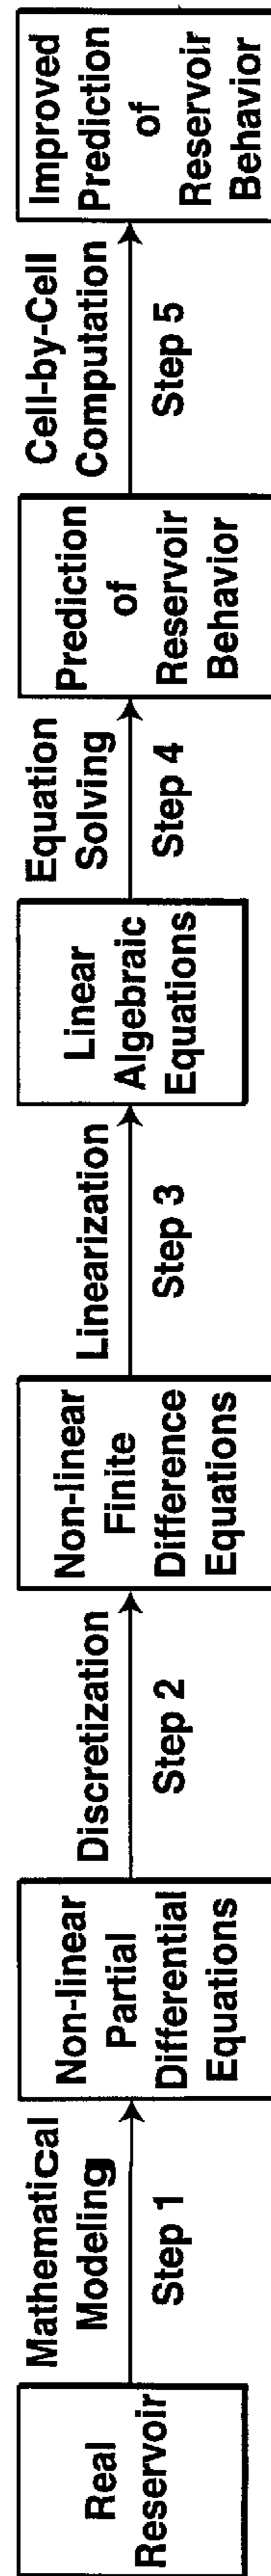 Real
Reservoir
Mathematical
Modeling
Step 1
Non-linear
Partial
Differential
Equations
Discretization
Step 2
Non-linear
Finite
Difference
Equations
Linearization
Step 3
Linear
Algebraic
Equations
Equation
Solving
Step 4
Prediction
of
Reservoir
Behavior
Cell-by-Cell
Computation
Step 5
Improved
Prediction
of
Reservoir
Behavior